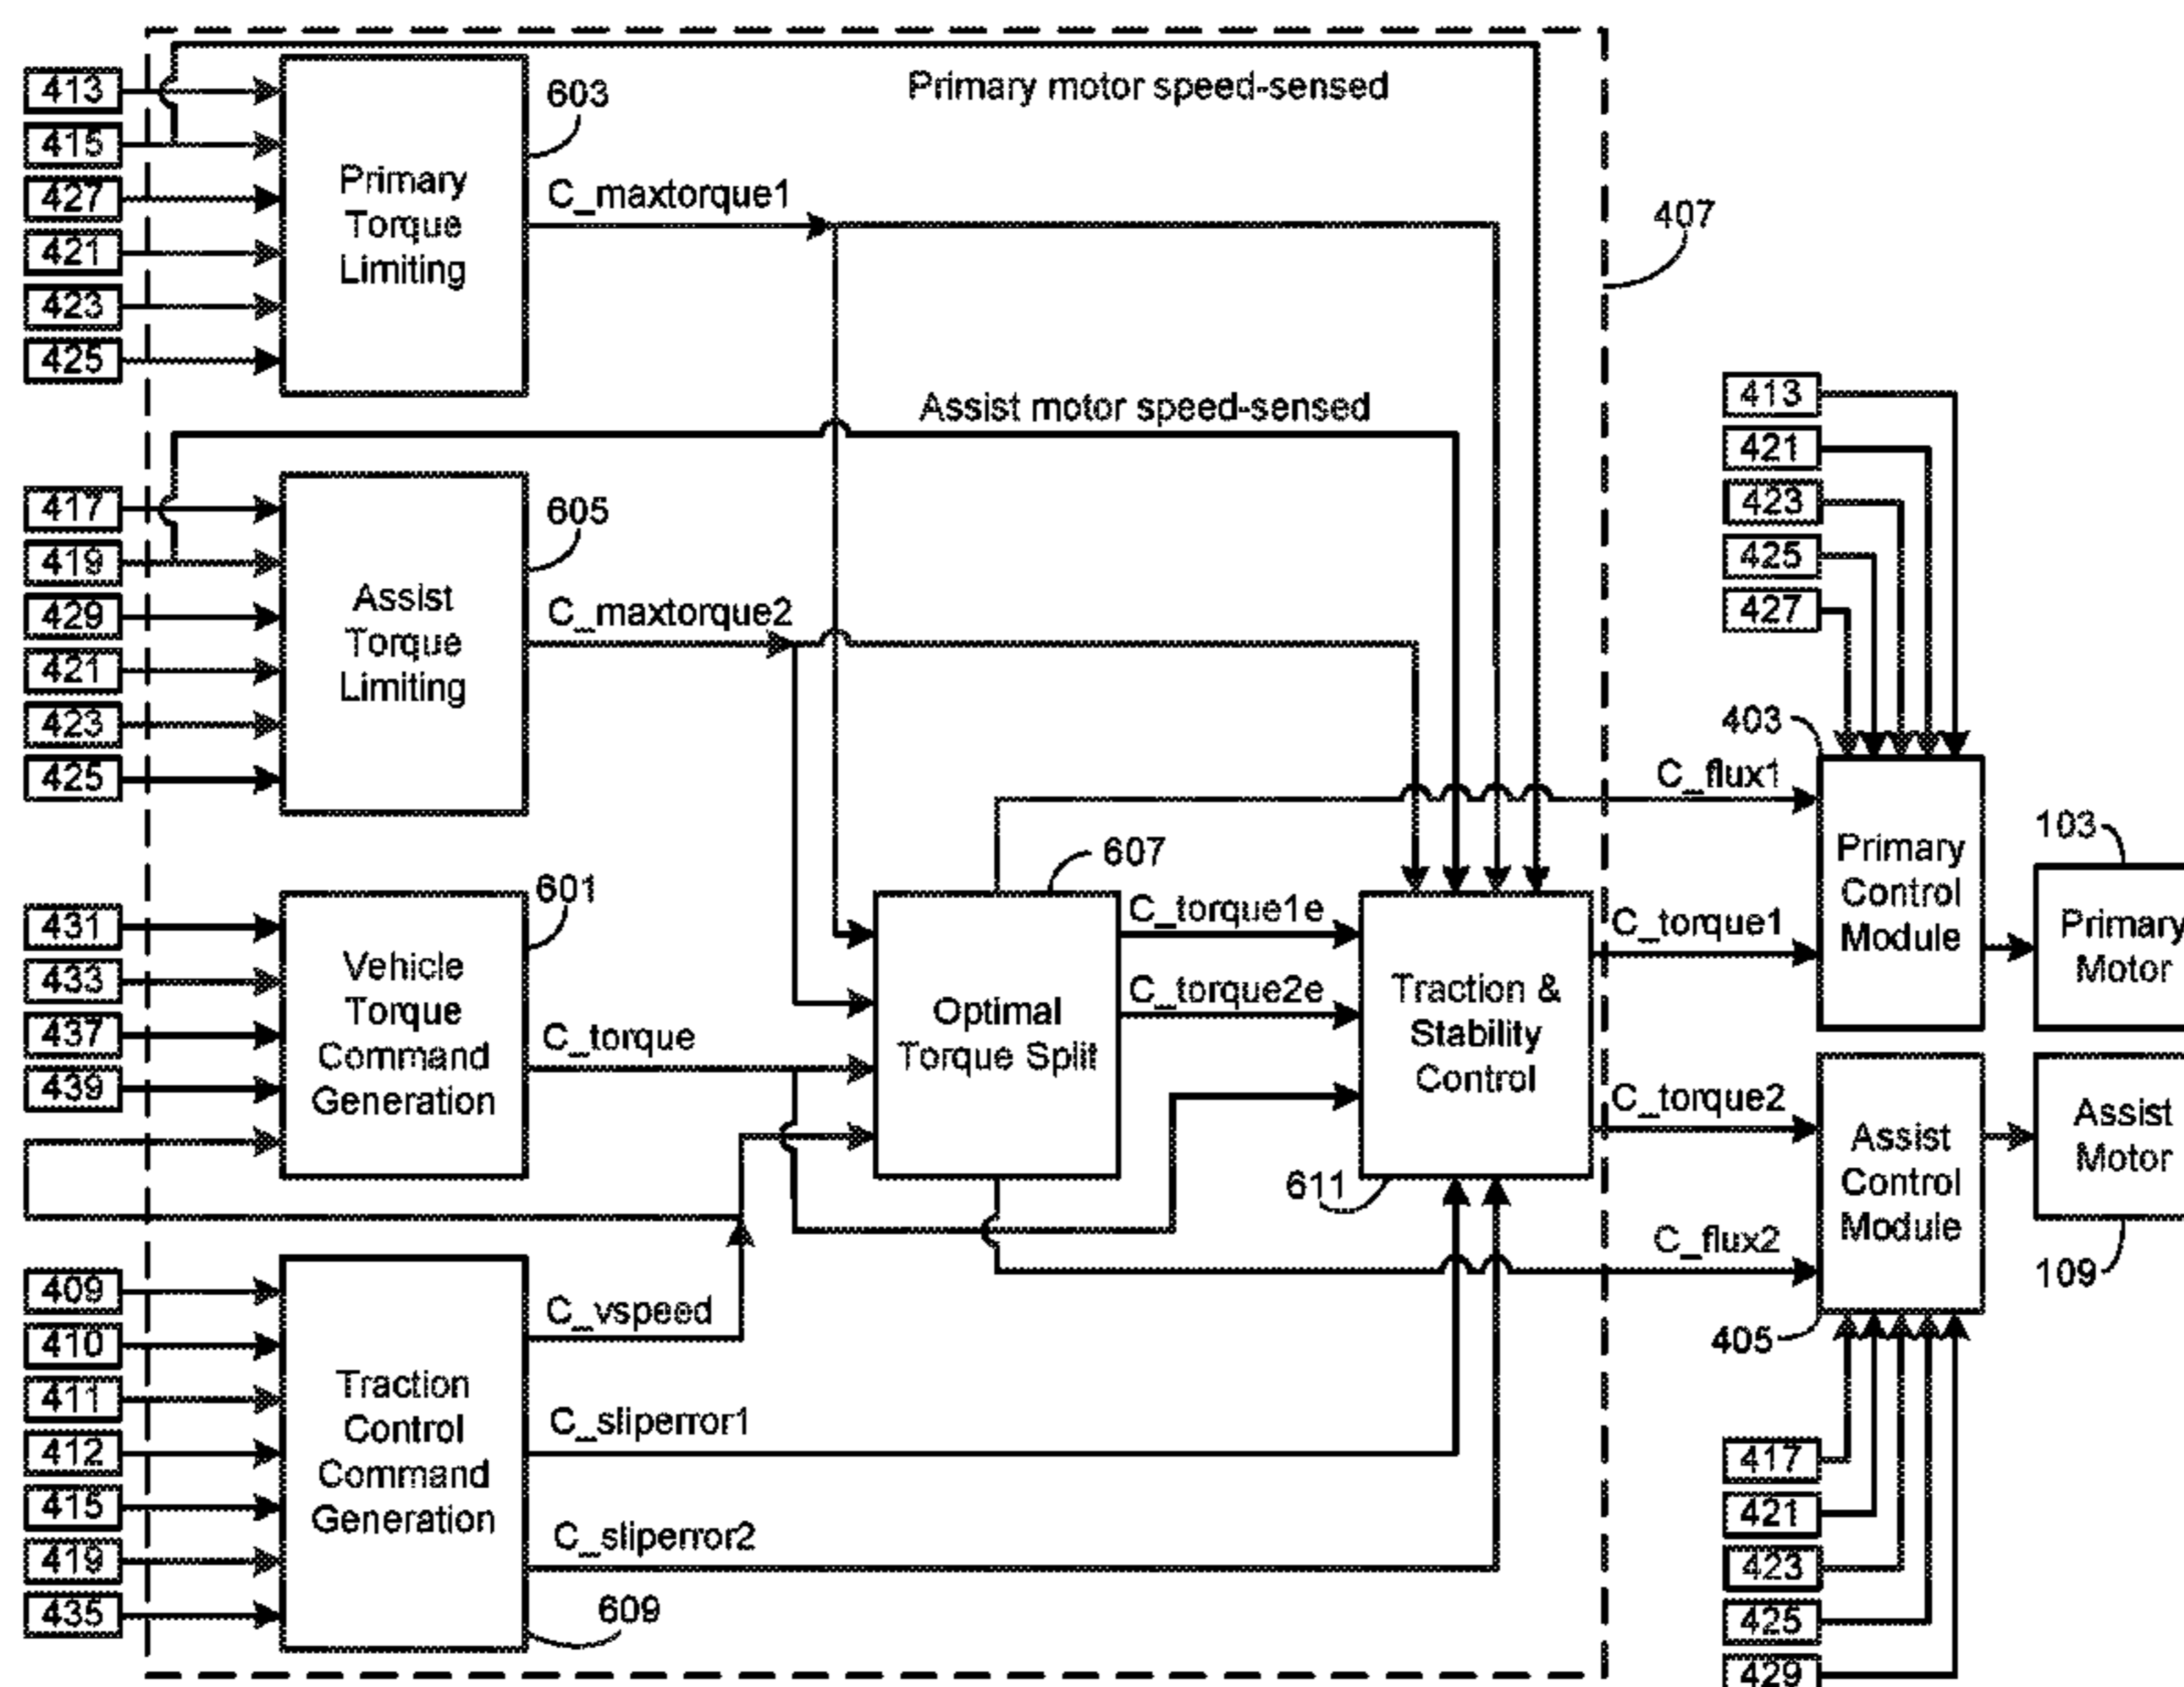 413
415
427
421
423
425
Primary
Torque
Limiting
603
Primary motor speed-sensed
C_maxtorque1
407
Assist motor speed-sensed
417
419
429
421
423
425
Assist
Torque
Limiting
605
C_maxtorque2
431
433
437
439
Vehicle
Torque
Command
Generation
601
C_torque
607
Optimal
Torque Split
C_torque1e
C_torque2e
Traction &
Stability
Control
611
409
410
411
412
415
419
435
Traction
Control
Command
Generation
609
C_vspeed
C_sliperror1
C_sliperror2
413
421
423
425
427
403
C_flux1
C_torque1
Primary
Control
Module
103
Primary
Motor
C_torque2
C_flux2
Assist
Control
Module
405
Assist
Motor
109
417
421
423
425
429